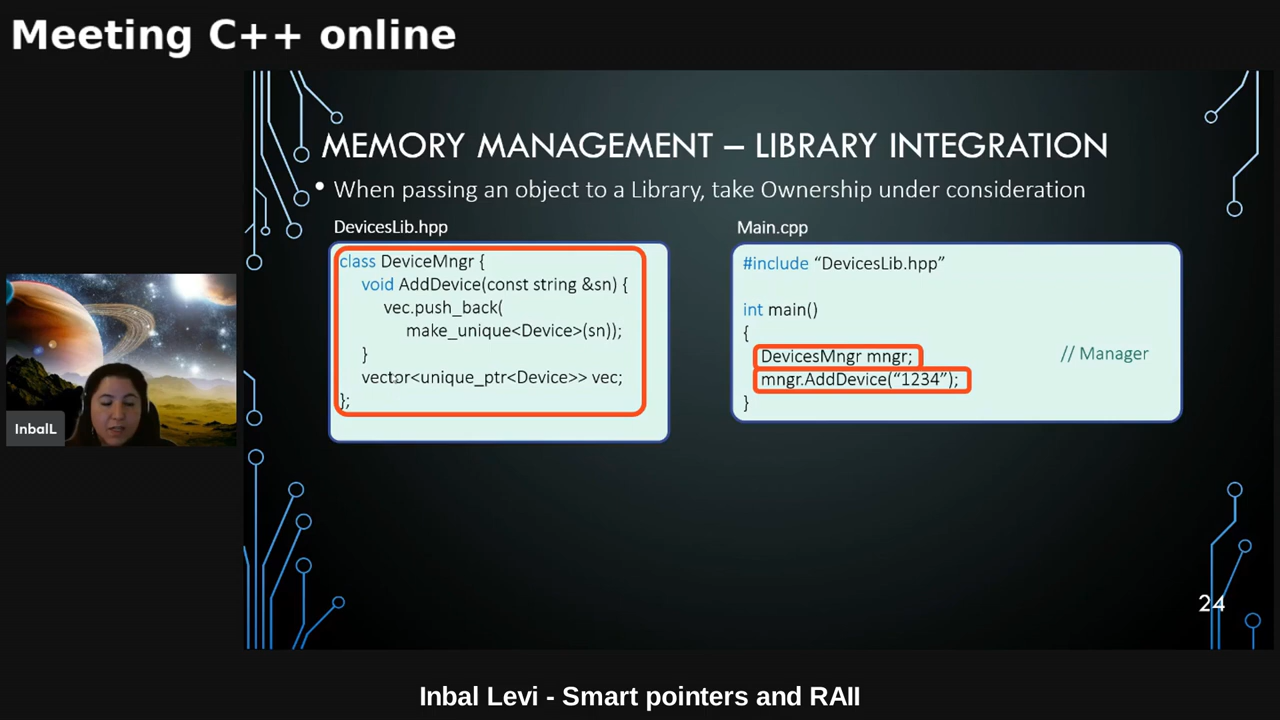 Meeting C++ online
MEMORY MANAGEMENT – LIBRARY INTEGRATION
• When passing an object to a Library, take Ownership under consideration
DevicesLib.hpp
class DeviceMngr {
void AddDevice(const string &sn) {
vec.push_back(
make_unique<Device>(sn));
}
vector<unique_ptr<Device>> vec;
};
Main.cpp
#include “DevicesLib.hpp”
int main()
{
DevicesMngr mngr; // Manager
mngr.AddDevice(“1234”);
}
InbalL
24
Inbal Levi - Smart pointers and RAII